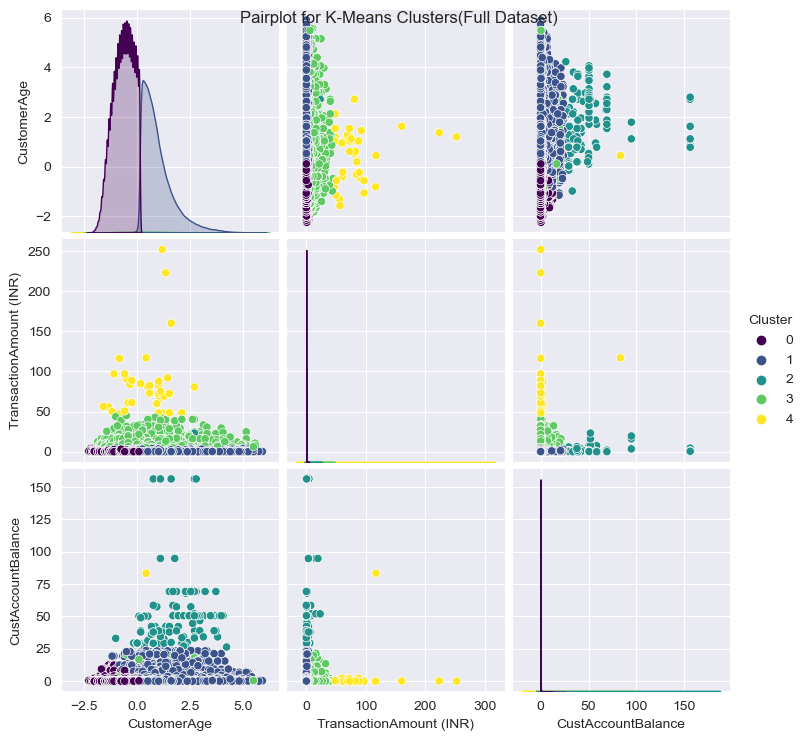 Pairplot for K-Means Clusters(Full Dataset)
6
4
2
0
−2
CustomerAge
250
200
150
100
50
0
TransactionAmount (INR)
Cluster
0
1
2
3
4
150
125
100
75
50
25
0
CustAccountBalance
−2.5 0.0 2.5 5.0
0 100 200 300
0 50 100 150
CustomerAge
TransactionAmount (INR)
CustAccountBalance